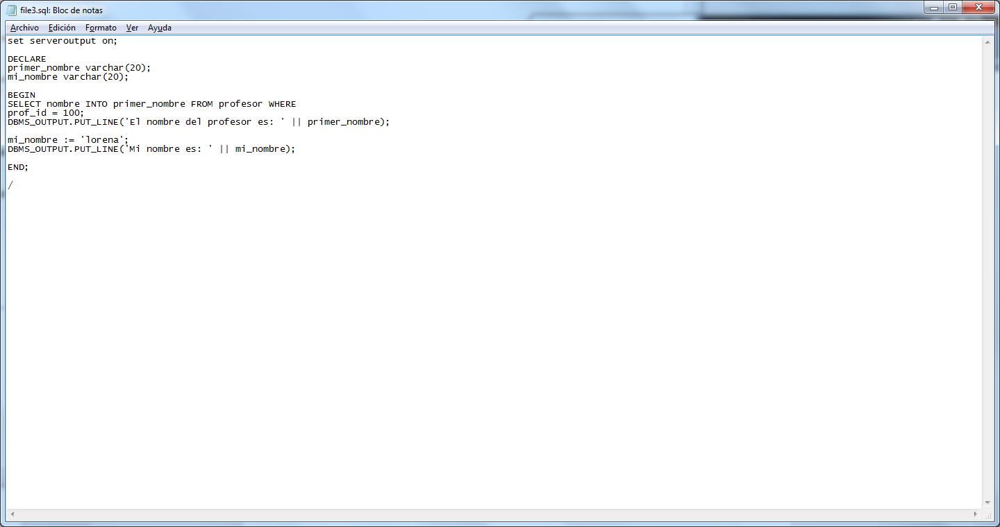 file3.sql: Bloc de notas
Archivo Edición Formato Ver Ayuda
set serveroutput on;
DECLARE
primer_nombre varchar(20);
mi_nombre varchar(20);
BEGIN
SELECT nombre INTO primer_nombre FROM profesor WHERE
prof_id = 100;
DBMS_OUTPUT.PUT_LINE('El nombre del profesor es: ' || primer_nombre);
mi_nombre := 'lorena';
DBMS_OUTPUT.PUT_LINE('Mi nombre es: ' || mi_nombre);
END;
/